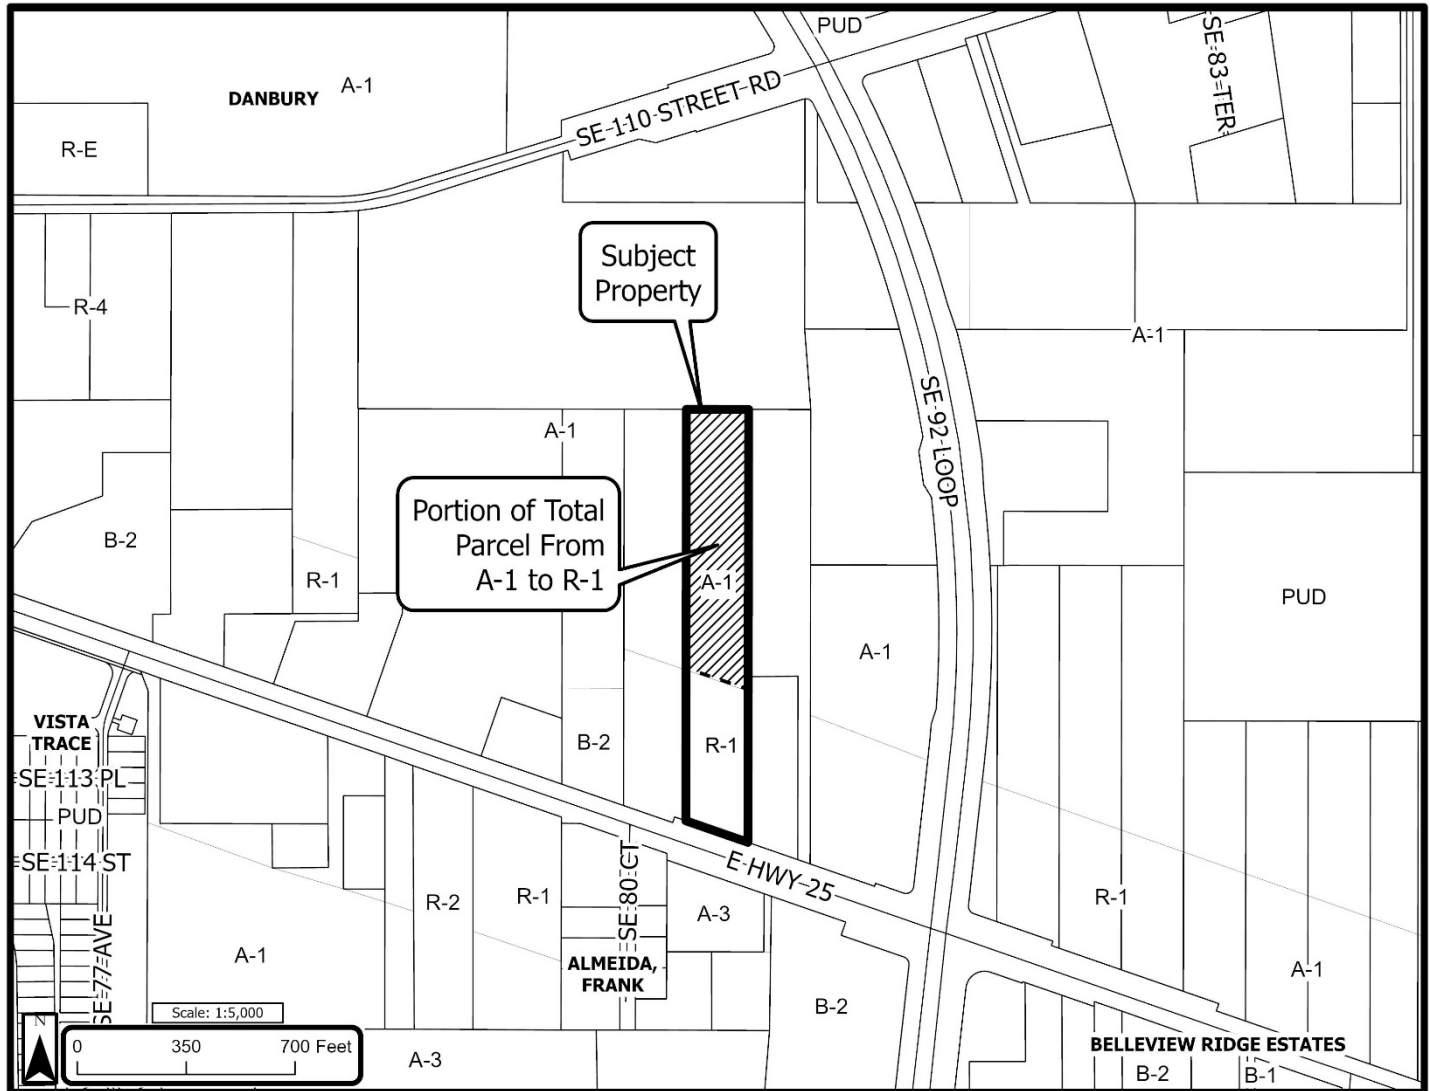 PUD
SE 83 TER
A-1
DANBURY
SE 110 STREET RD
R-E
Subject
Property
R-4
A-1
SE 92 LOOP
A-1
Portion of Total
Parcel From
A-1 to R-1
B-2
R-1
A-1
PUD
A-1
VISTA
TRACE
B-2
R-1
SE 113 PL
PUD
SE 114 ST
E HWY 25
SE 80 CT
R-2
R-1
A-3
R-1
SE 77 AVE
A-1
ALMEIDA,
FRANK
A-1
B-2
Scale: 1:5,000
N
0 350 700 Feet
A-3
BELLEVIEW RIDGE ESTATES
B-2
B-1